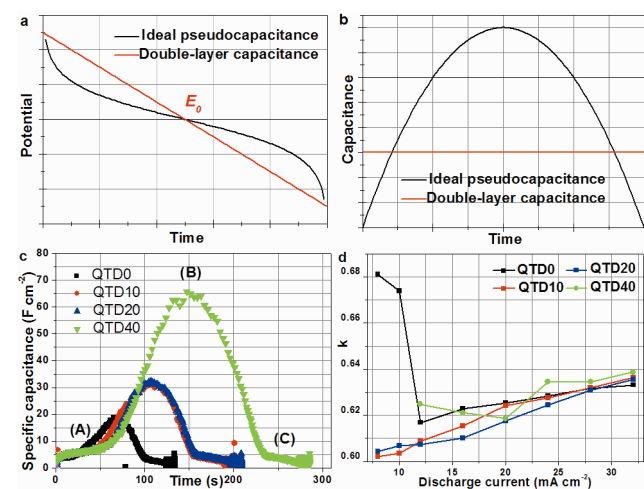 a
Ideal pseudocapacitance
Double-layer capacitance
E0
Potential
Time
b
Capacitance
Ideal pseudocapacitance
Double-layer capacitance
Time
c
80
70
60
50
40
30
20
10
0
Specific capacitance (F cm-2)
QTD0
QTD10
QTD20
QTD40
(A)
(B)
(C)
0 100 200 300
Time (s)
d
0.68
0.66
0.64
0.62
0.60
k
QTD0 QTD20
QTD10 QTD40
10 15 20 25 30
Discharge current (mA cm-2)